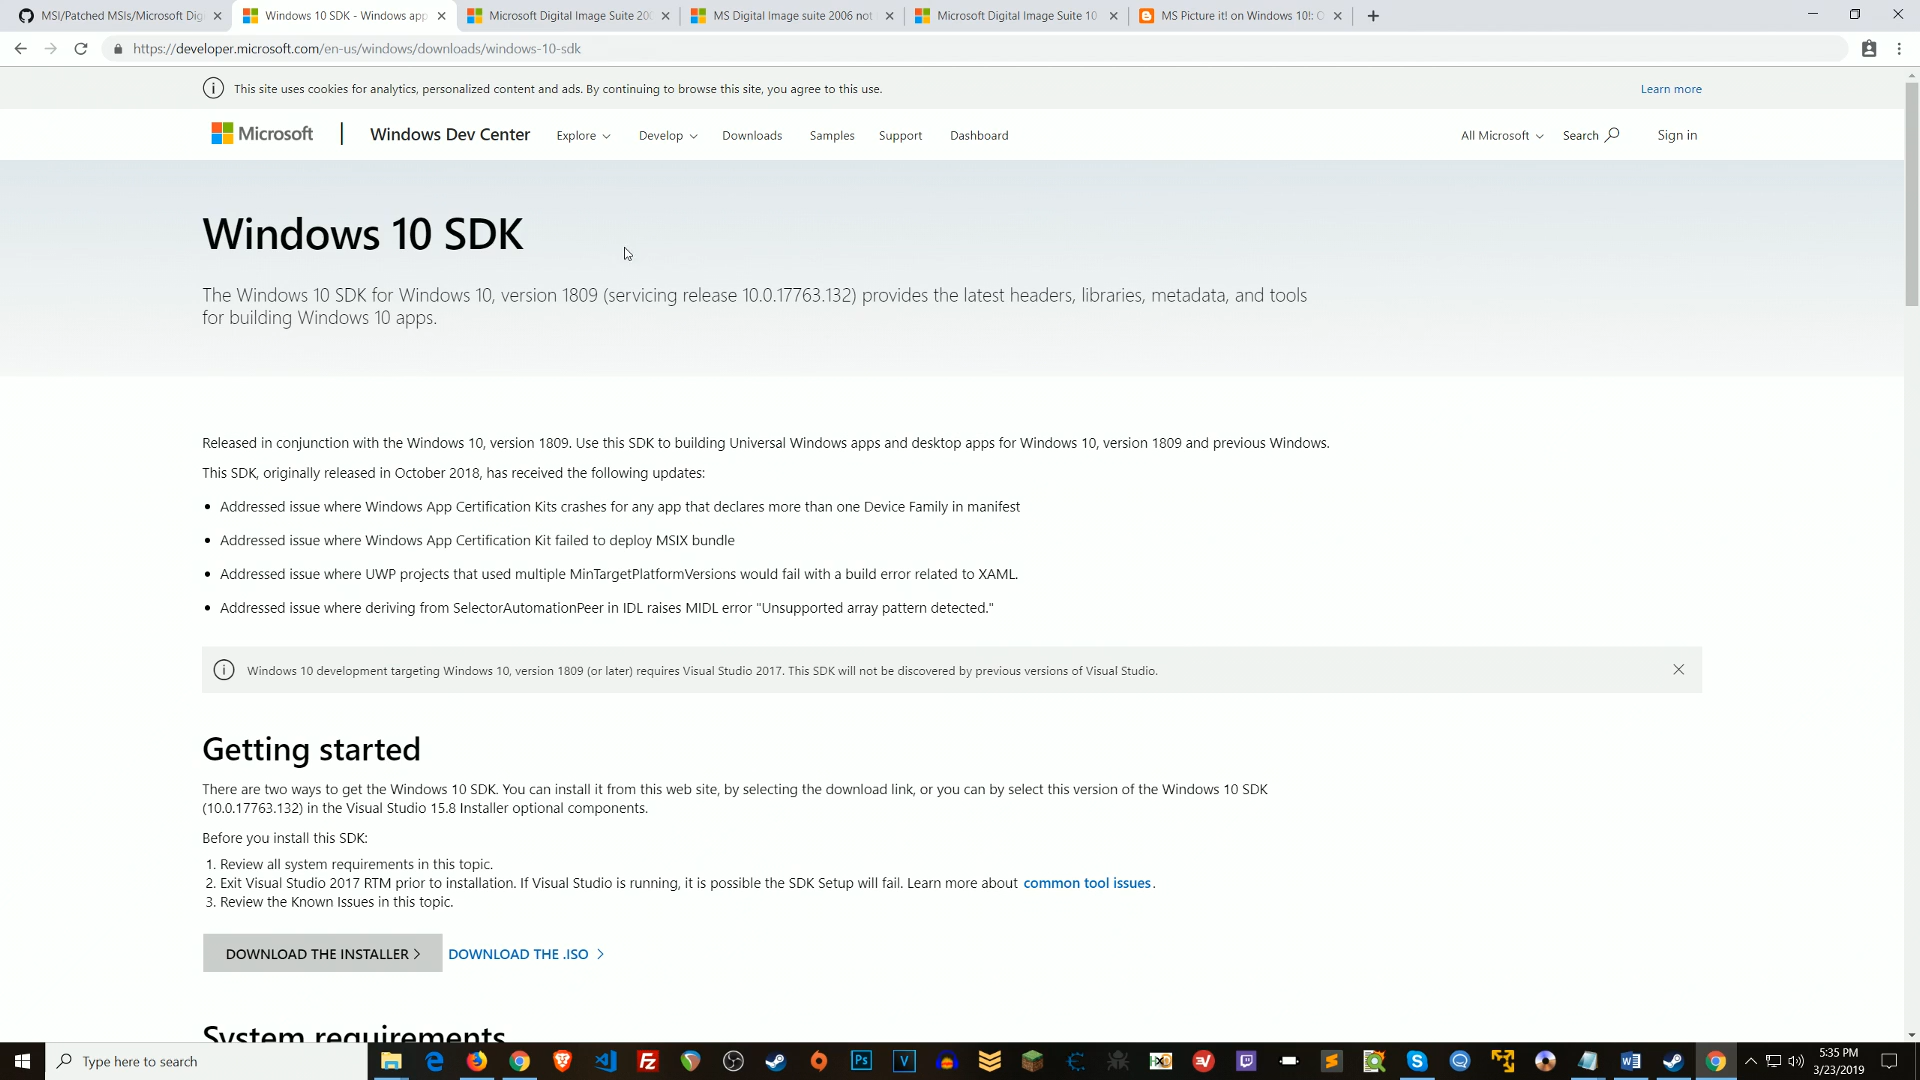 MSI/Patched MSIs/Microsoft Dig
Windows 10 SDK - Windows app
Microsoft Digital Image Suite 200
MS Digital Image suite 2006 not
Microsoft Digital Image Suite 10
MS Picture it! on Windows 10!: O
https://developer.microsoft.com/en-us/windows/downloads/windows-10-sdk
This site uses cookies for analytics, personalized content and ads. By continuing to browse this site, you agree to this use.
Learn more
Microsoft
Windows Dev Center
Explore
Develop
Downloads
Samples
Support
Dashboard
All Microsoft
Search
Sign in
Windows 10 SDK
The Windows 10 SDK for Windows 10, version 1809 (servicing release 10.0.17763.132) provides the latest headers, libraries, metadata, and tools
for building Windows 10 apps.
Released in conjunction with the Windows 10, version 1809. Use this SDK to building Universal Windows apps and desktop apps for Windows 10, version 1809 and previous Windows.
This SDK, originally released in October 2018, has received the following updates:
• Addressed issue where Windows App Certification Kits crashes for any app that declares more than one Device Family in manifest
• Addressed issue where Windows App Certification Kit failed to deploy MSIX bundle
• Addressed issue where UWP projects that used multiple MinTargetPlatformVersions would fail with a build error related to XAML.
• Addressed issue where deriving from SelectorAutomationPeer in IDL raises MIDL error "Unsupported array pattern detected."
Windows 10 development targeting Windows 10, version 1809 (or later) requires Visual Studio 2017. This SDK will not be discovered by previous versions of Visual Studio.
Getting started
There are two ways to get the Windows 10 SDK. You can install it from this web site, by selecting the download link, or you can by select this version of the Windows 10 SDK
(10.0.17763.132) in the Visual Studio 15.8 Installer optional components.
Before you install this SDK:
1. Review all system requirements in this topic.
2. Exit Visual Studio 2017 RTM prior to installation. If Visual Studio is running, it is possible the SDK Setup will fail. Learn more about common tool issues.
3. Review the Known Issues in this topic.
DOWNLOAD THE INSTALLER >
DOWNLOAD THE .ISO >
System requirements
Type here to search
5:35 PM
3/23/2019